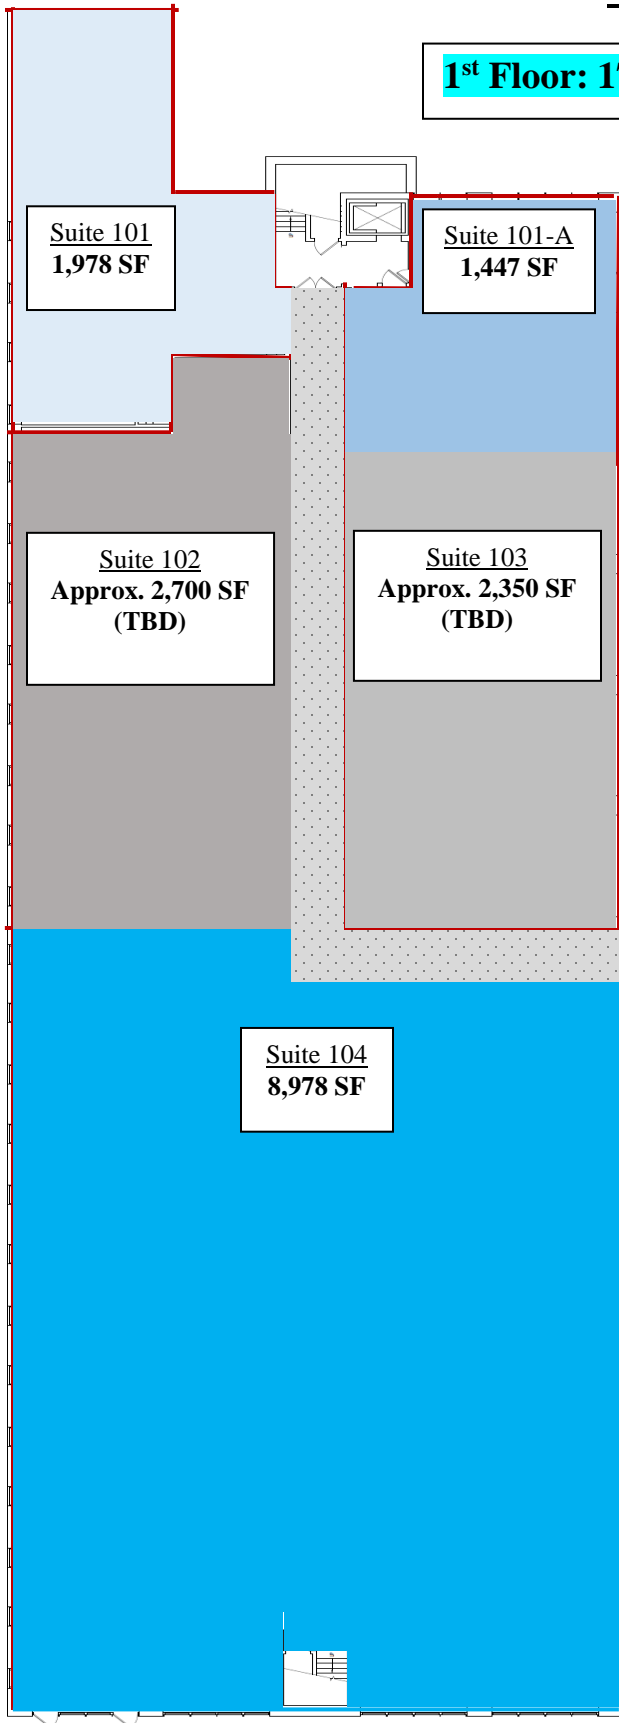 1st Floor: 1
Suite 101
1,978 SF
Suite 101-A
1,447 SF
Suite 102
Approx. 2,700 SF
(TBD)
Suite 103
Approx. 2,350 SF
(TBD)
Suite 104
8,978 SF